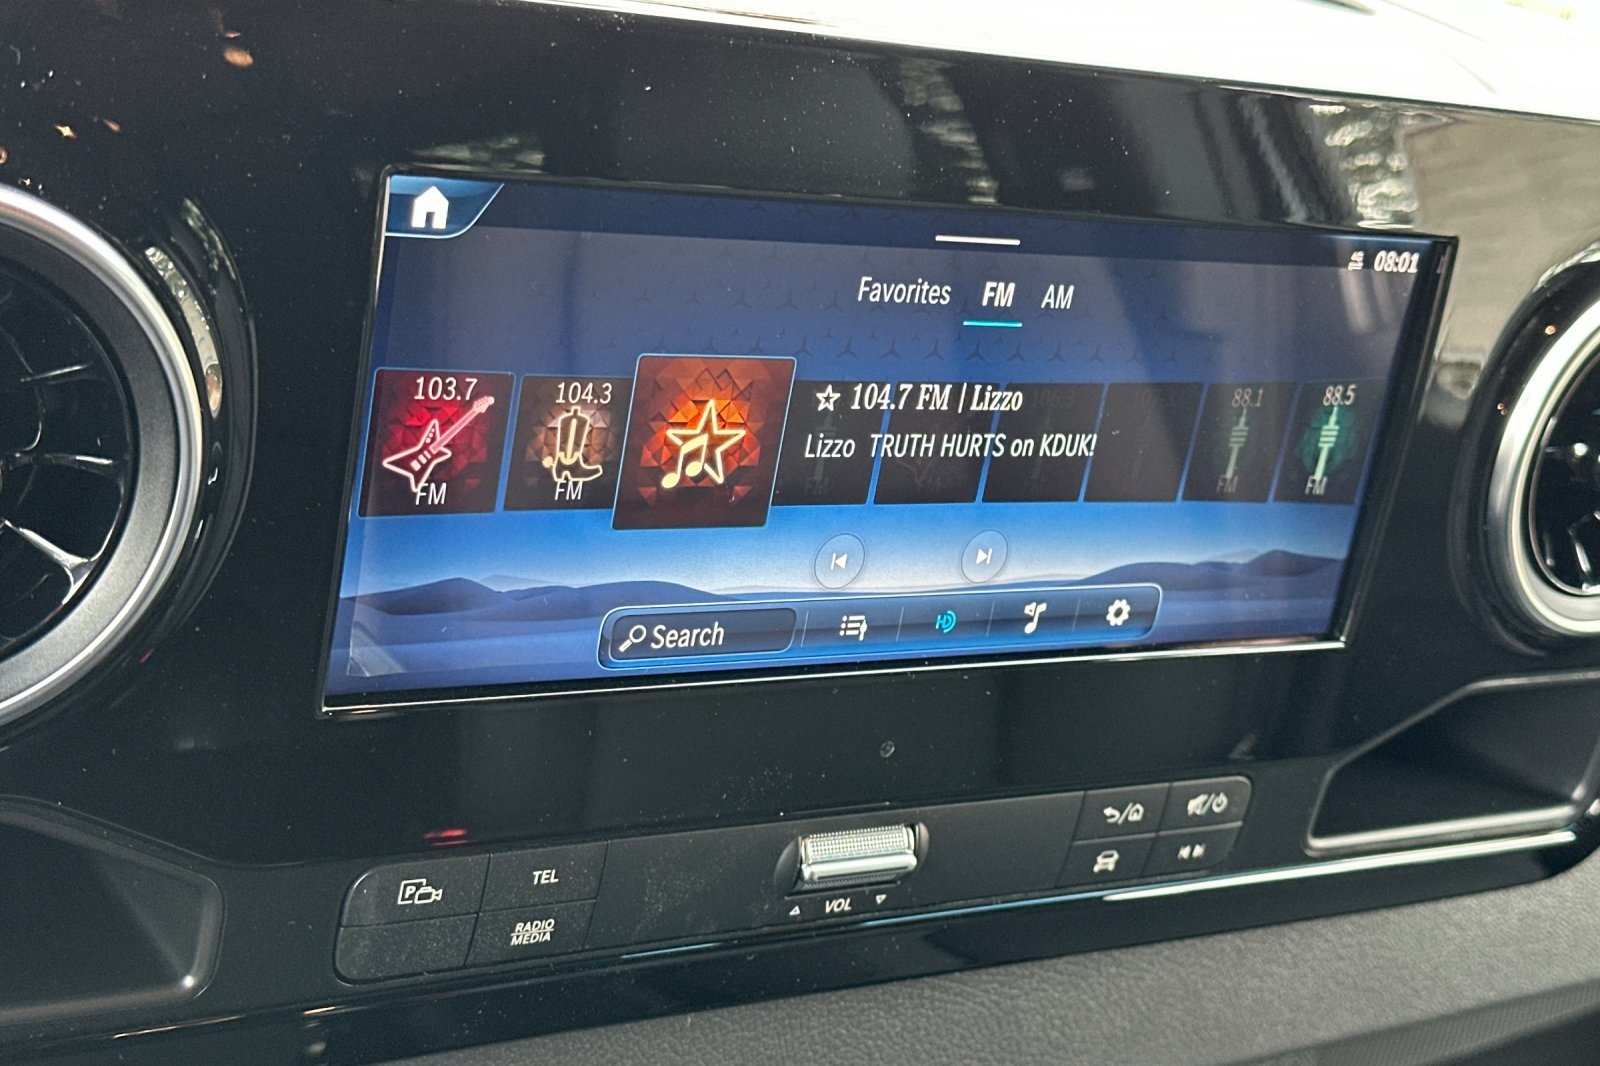 08:01
Favorites FM AM
103.7
FM
104.3
FM
104.7 FM | Lizzo
Lizzo TRUTH HURTS on KDUK!
88.1
FM
88.5
FM
Search
HD
P
TEL
RADIO
MEDIA
VOL